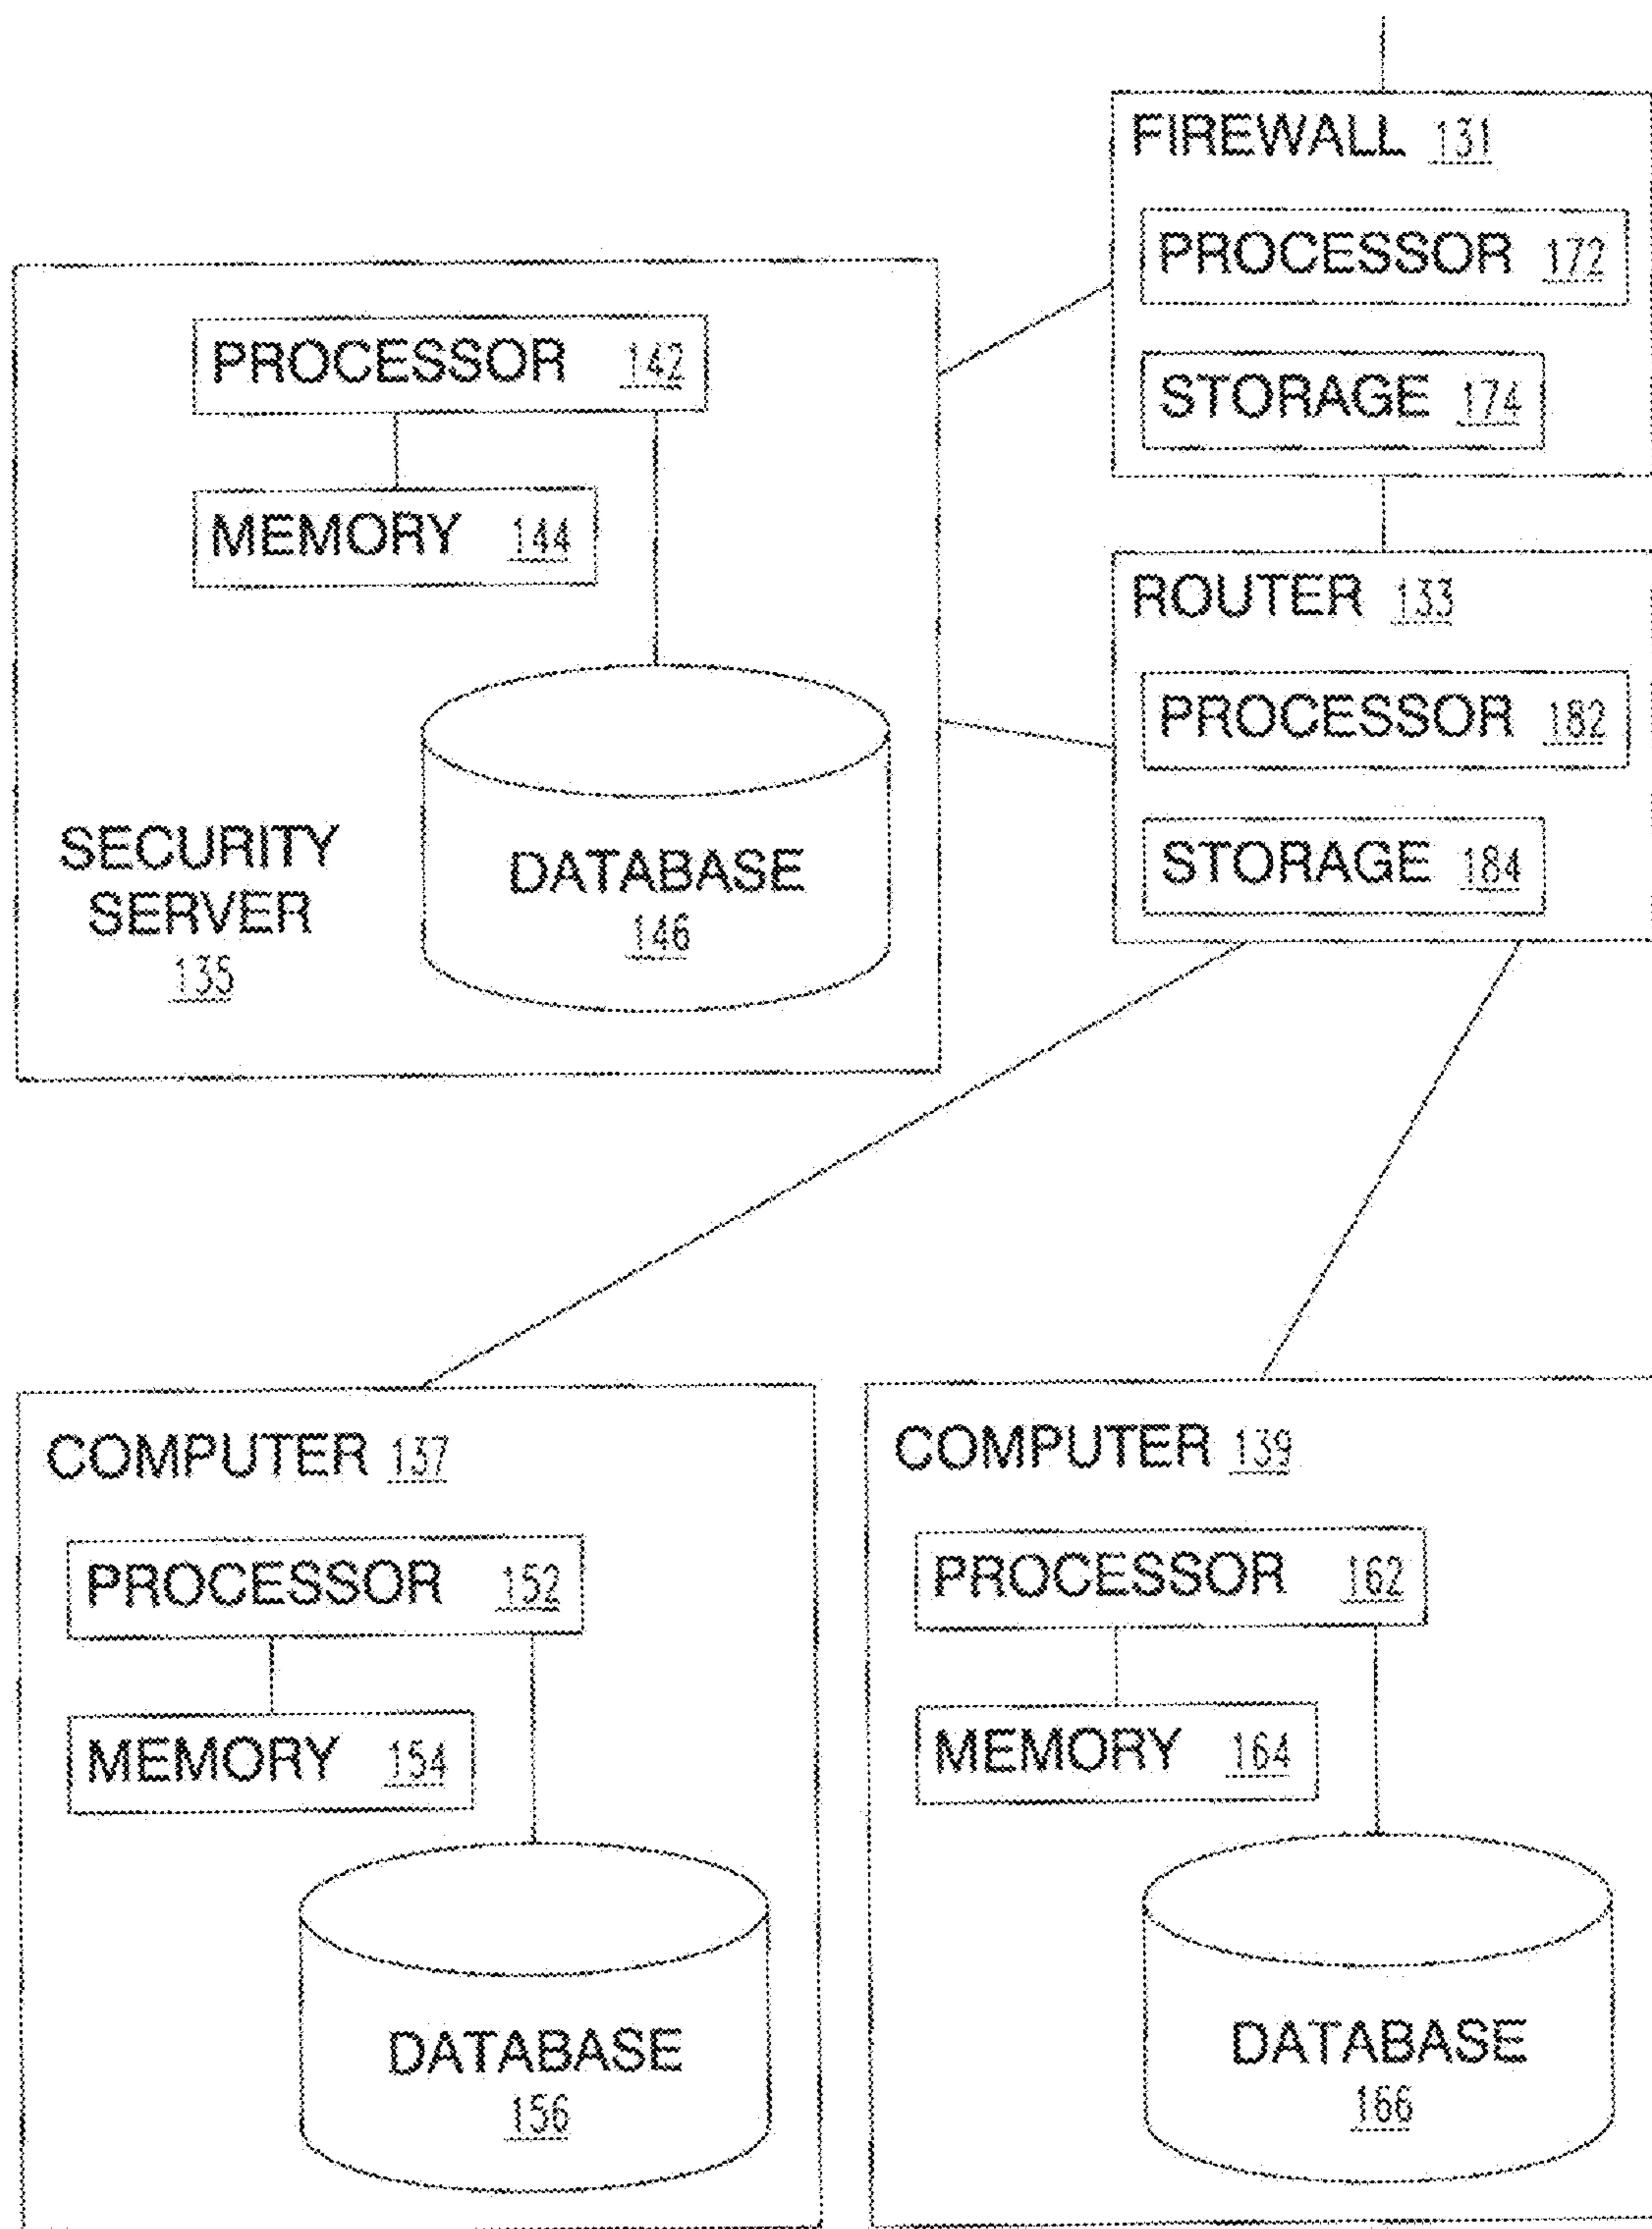 FIREWALL 131
PROCESSOR 172
STORAGE 174
PROCESSOR 142
MEMORY 144
DATABASE
146
SECURITY
SERVER
135
ROUTER 133
PROCESSOR 182
STORAGE 184
COMPUTER 137
PROCESSOR 152
MEMORY 154
DATABASE
156
COMPUTER 139
PROCESSOR 162
MEMORY 164
DATABASE
166